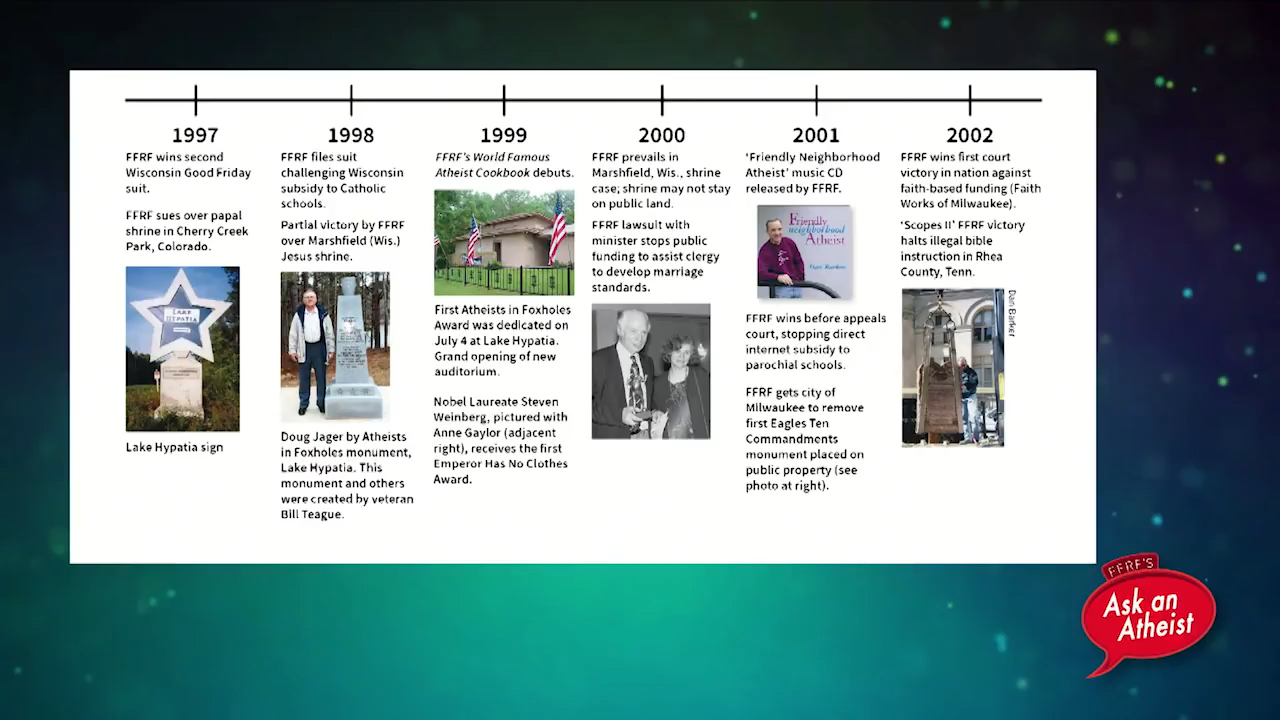 1997
FFRF wins second
Wisconsin Good Friday
suit.
FFRF sues over papal
shrine in Cherry Creek
Park, Colorado.
LAKE
HYPATIA
Lake Hypatia sign
1998
FFRF files suit
challenging Wisconsin
subsidy to Catholic
schools.
Partial victory by FFRF
over Marshfield (Wis.)
Jesus shrine.
Doug Jager by Atheists
in Foxholes monument,
Lake Hypatia. This
monument and others
were created by veteran
Bill Teague.
1999
FFRF's World Famous
Atheist Cookbook debuts.
First Atheists in Foxholes
Award was dedicated on
July 4 at Lake Hypatia.
Grand opening of new
auditorium.
Nobel Laureate Steven
Weinberg, pictured with
Anne Gaylor (adjacent
right), receives the first
Emperor Has No Clothes
Award.
2000
FFRF prevails in
Marshfield, Wis., shrine
case; shrine may not stay
on public land.
FFRF lawsuit with
minister stops public
funding to assist clergy
to develop marriage
standards.
2001
‘Friendly Neighborhood
Atheist’ music CD
released by FFRF.
Friendly
neighborhood
Atheist
Dan Barker
FFRF wins before appeals
court, stopping direct
internet subsidy to
parochial schools.
FFRF gets city of
Milwaukee to remove
first Eagles Ten
Commandments
monument placed on
public property (see
photo at right).
2002
FFRF wins first court
victory in nation against
faith-based funding (Faith
Works of Milwaukee).
‘Scopes II’ FFRF victory
halts illegal bible
instruction in Rhea
County, Tenn.
Dan Barker
FFRF'S
Ask an
Atheist